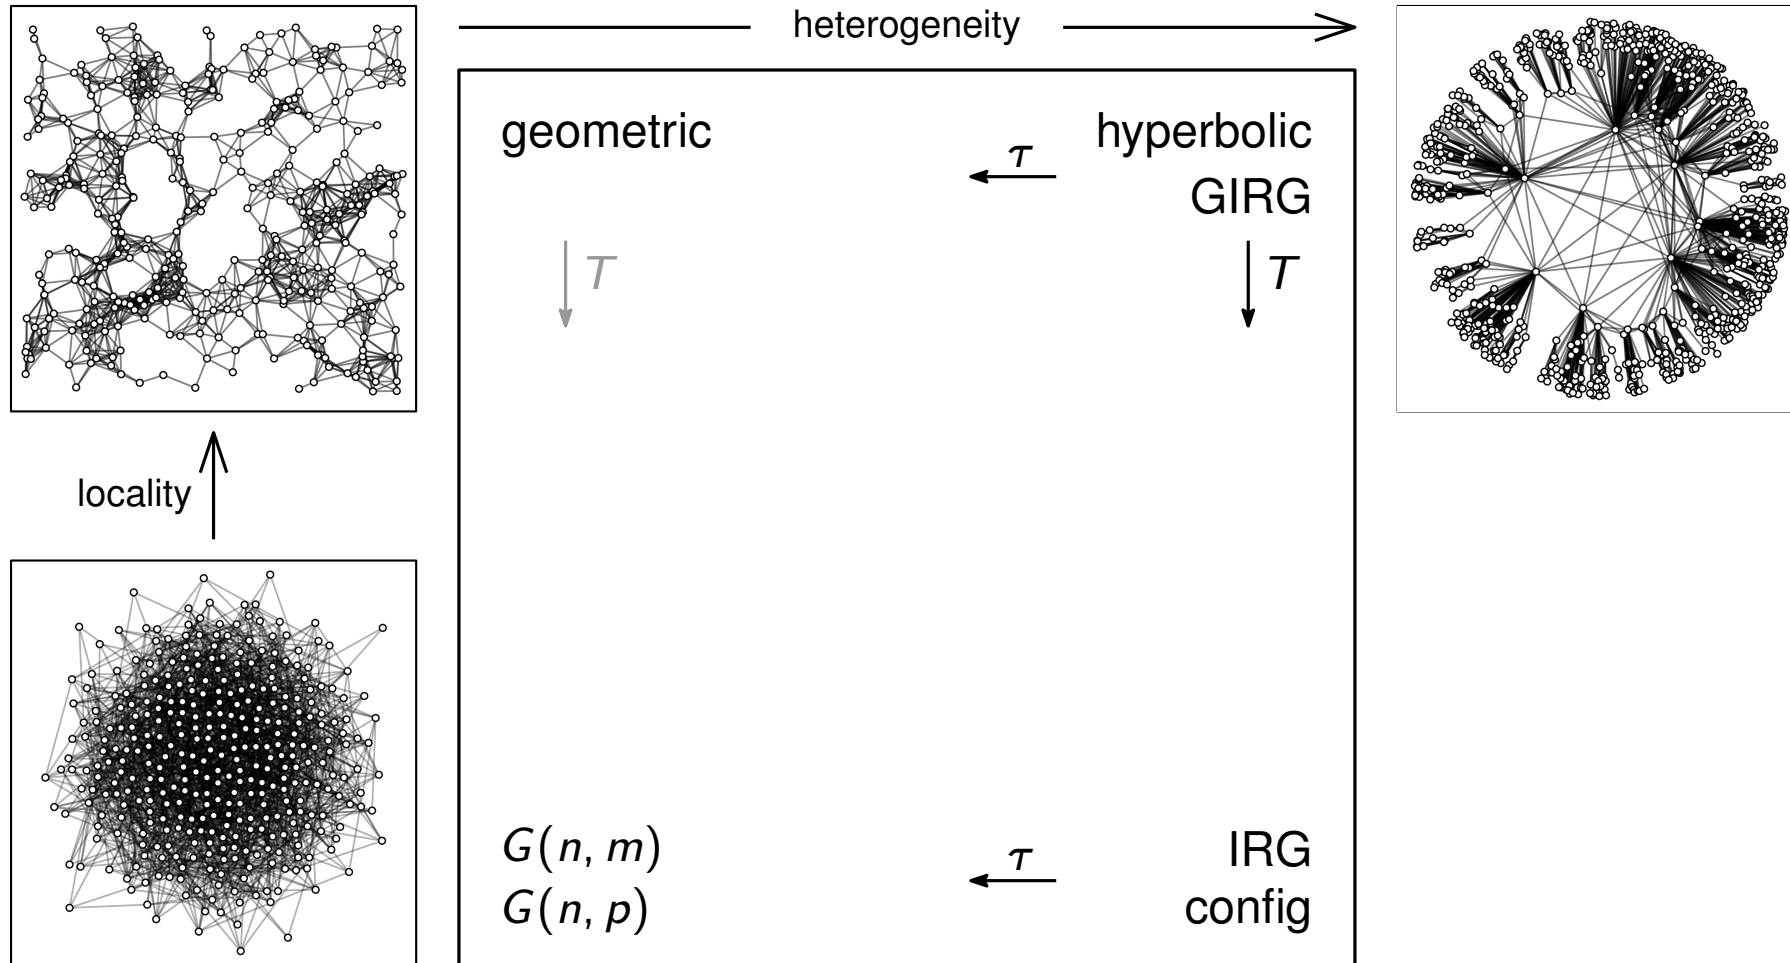 heterogeneity
geometric
hyperbolic
τ
GIRG
T
T
locality
G(n, m)
IRG
τ
G(n, p)
config